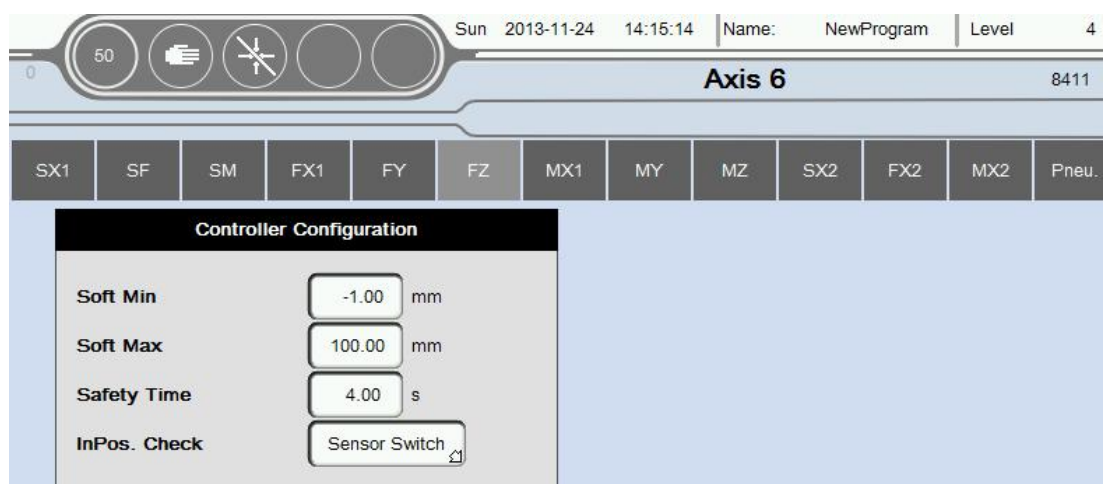 Sun 2013-11-24 14:15:14 Name: NewProgram Level 4
50
0
Axis 6 8411
SX1 SF SM FX1 FY FZ MX1 MY MZ SX2 FX2 MX2 Pneu.
Controller Configuration
Soft Min -1.00 mm
Soft Max 100.00 mm
Safety Time 4.00 s
InPos. Check Sensor Switch